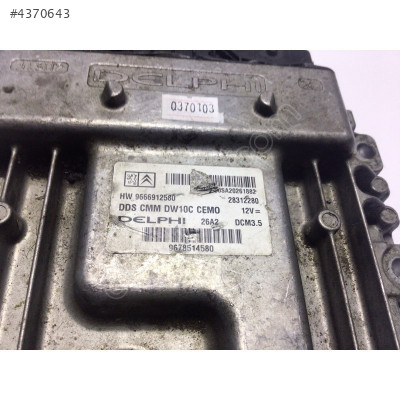 #4370643
DELPHI
0370103
HW 9666912580
28312280
DDS CMM DW10C CEMO 12V =
DELPHI 26A2 DCM3.5
9678514580